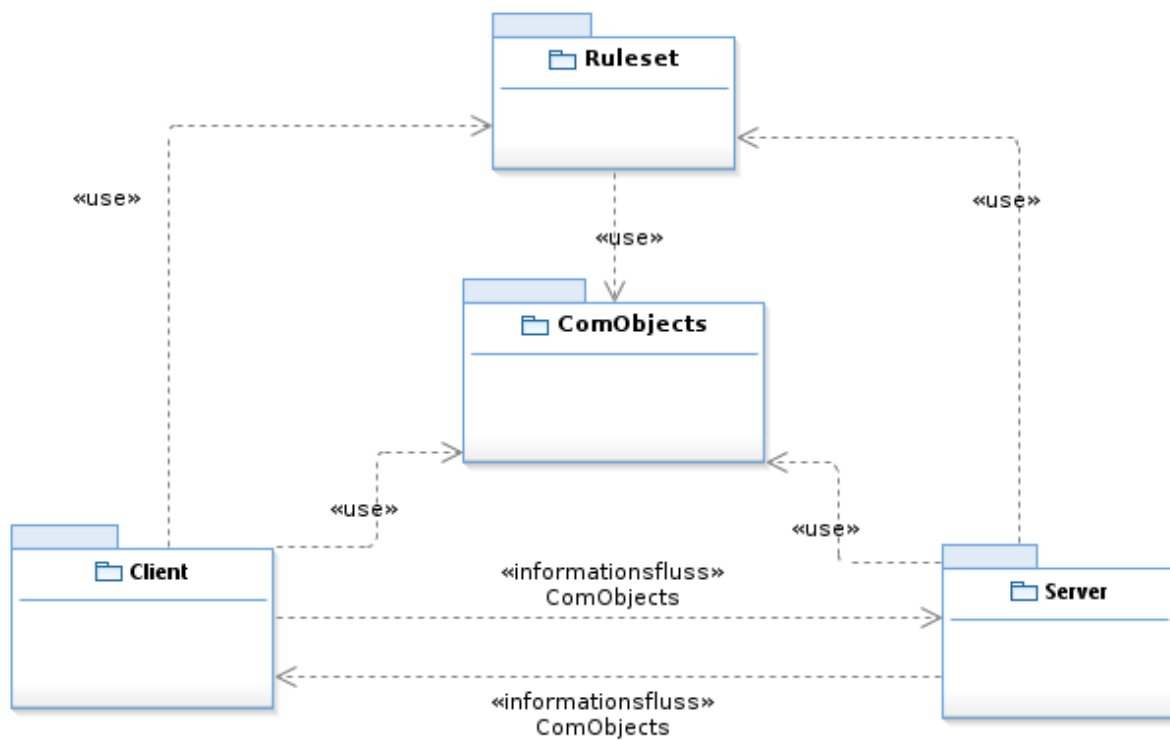 Ruleset
«use»
«use»
«use»
ComObjects
«use»
«use»
Client
«informationsfluss»
ComObjects
Server
«informationsfluss»
ComObjects